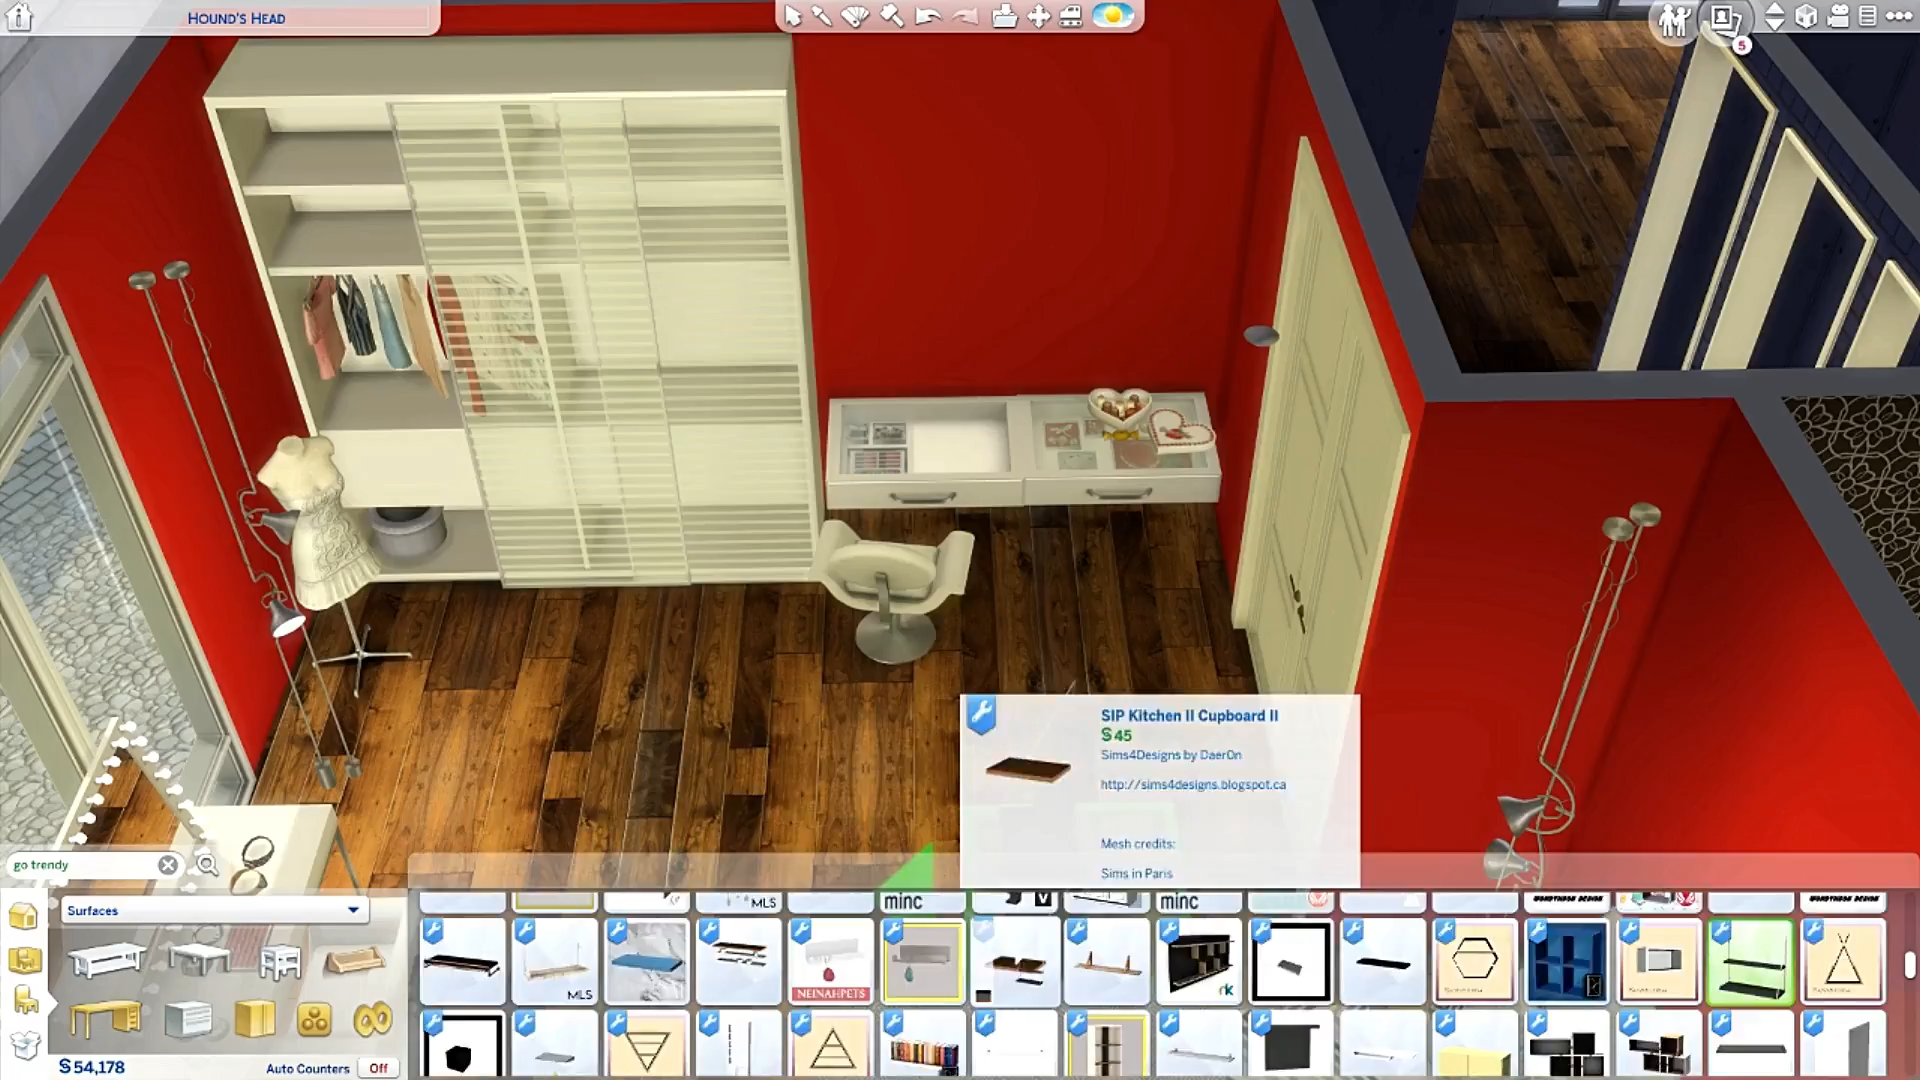 HOUND'S HEAD
5
SIP Kitchen II Cupboard II
§45
Sims4Designs by DaerOn
http://sims4designs.blogspot.ca
Mesh credits:
Sims in Paris
go trendy
Surfaces
MLS
minc
V
minc
MLS
NEINAHPETS
rk
§54,178
Auto Counters
Off